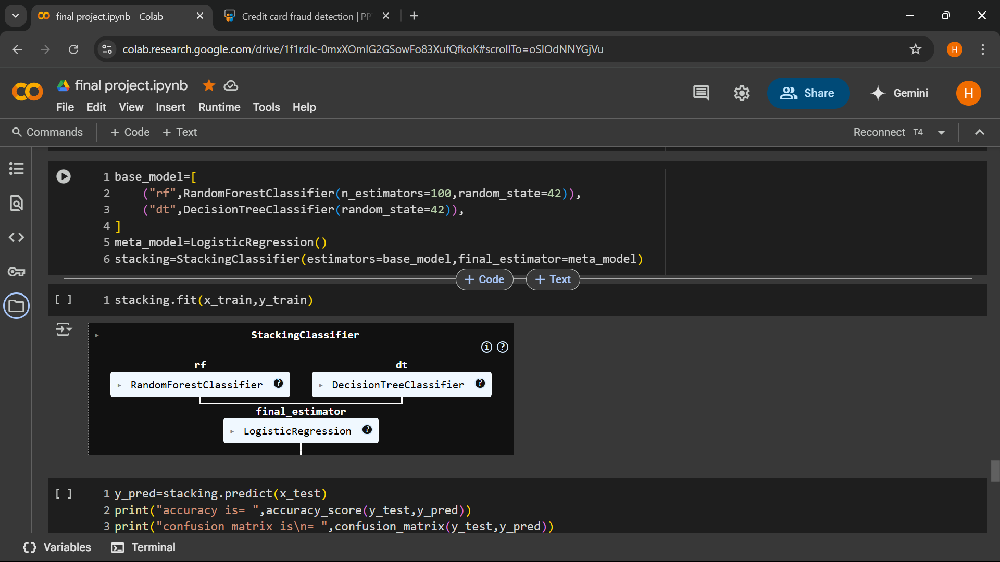 final project.ipynb - Colab
Credit card fraud detection | PP
colab.research.google.com/drive/1f1rdlc-0mxXOmIG2GSowFo83XufQfkoK#scrollTo=oSIOdNNYGjVu
H
final project.ipynb
Share
Gemini
H
File Edit View Insert Runtime Tools Help
Commands + Code + Text
Reconnect T4
1 base_model=[
2     ("rf",RandomForestClassifier(n_estimators=100,random_state=42)),
3     ("dt",DecisionTreeClassifier(random_state=42)),
4 ]
5 meta_model=LogisticRegression()
6 stacking=StackingClassifier(estimators=base_model,final_estimator=meta_model)
+ Code + Text
[ ] 1 stacking.fit(x_train,y_train)
StackingClassifier
i ?
rf dt
RandomForestClassifier ? DecisionTreeClassifier ?
final_estimator
LogisticRegression ?
[ ] 1 y_pred=stacking.predict(x_test)
2 print("accuracy is= ",accuracy_score(y_test,y_pred))
3 print("confusion matrix is\n= ",confusion_matrix(y_test,y_pred))
{} Variables Terminal